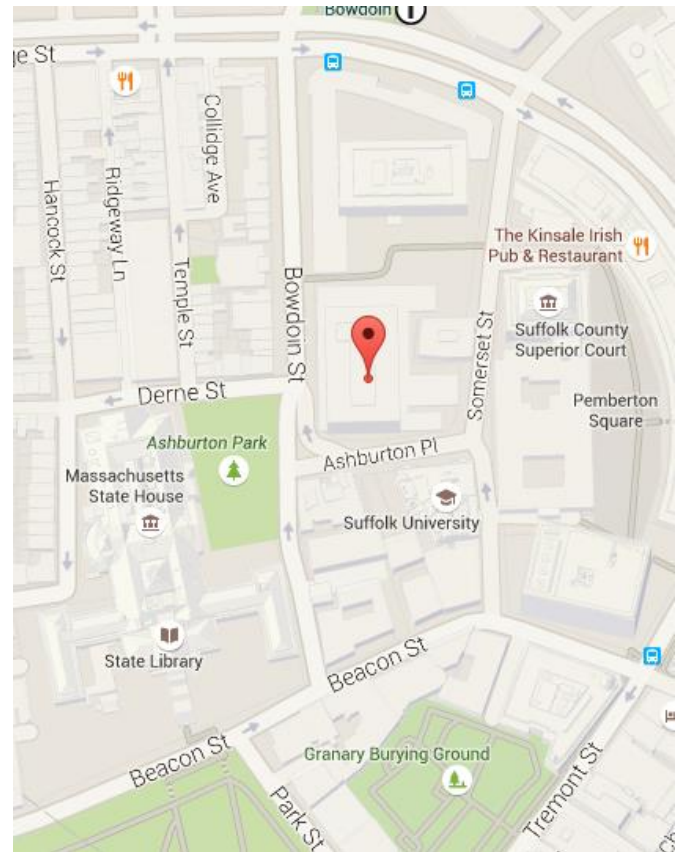 Bowdoin
ge St
Collidge Ave
Hancock St
Ridgeway Ln
Temple St
Bowdoin St
The Kinsale Irish
Pub & Restaurant
Suffolk County
Superior Court
Somerset St
Pemberton
Square
Derne St
Ashburton Park
Ashburton Pl
Massachusetts
State House
Suffolk University
State Library
Beacon St
Beacon St
Granary Burying Ground
Park St
Tremont St